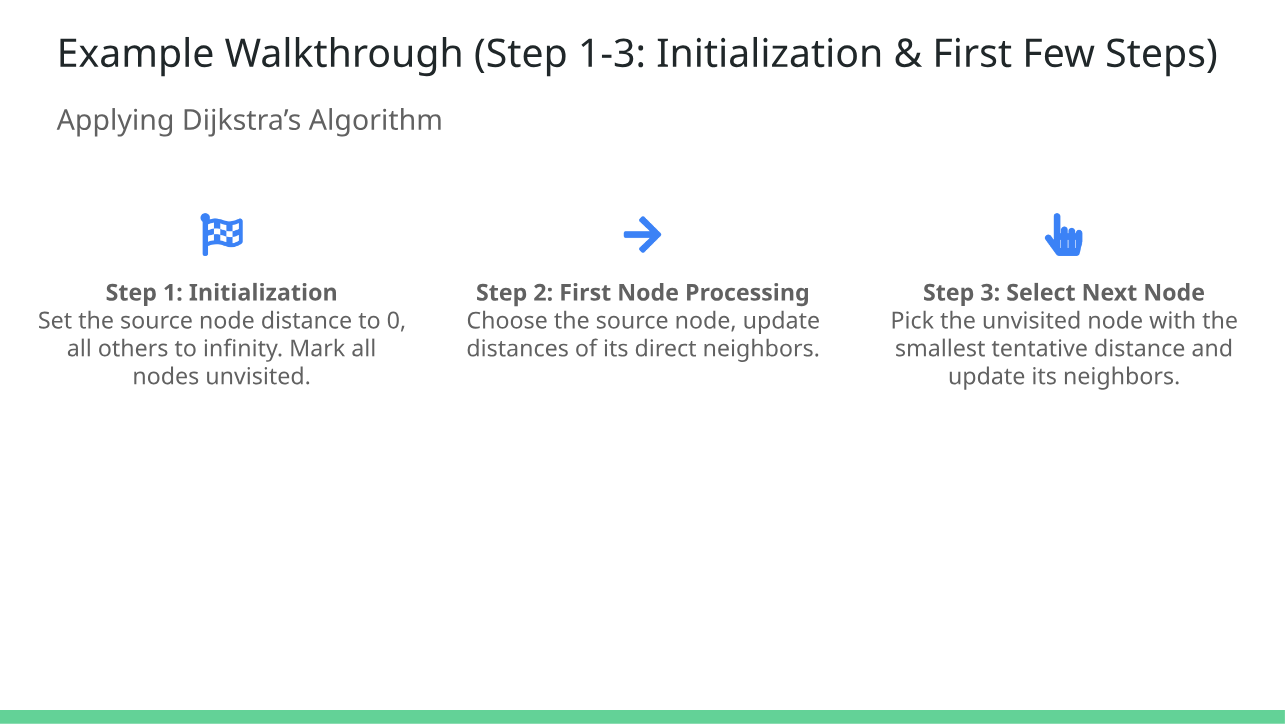 Example Walkthrough (Step 1-3: Initialization & First Few Steps)
Applying Dijkstra’s Algorithm
Step 1: Initialization
Set the source node distance to 0,
all others to infinity. Mark all
nodes unvisited.
Step 2: First Node Processing
Choose the source node, update
distances of its direct neighbors.
Step 3: Select Next Node
Pick the unvisited node with the
smallest tentative distance and
update its neighbors.